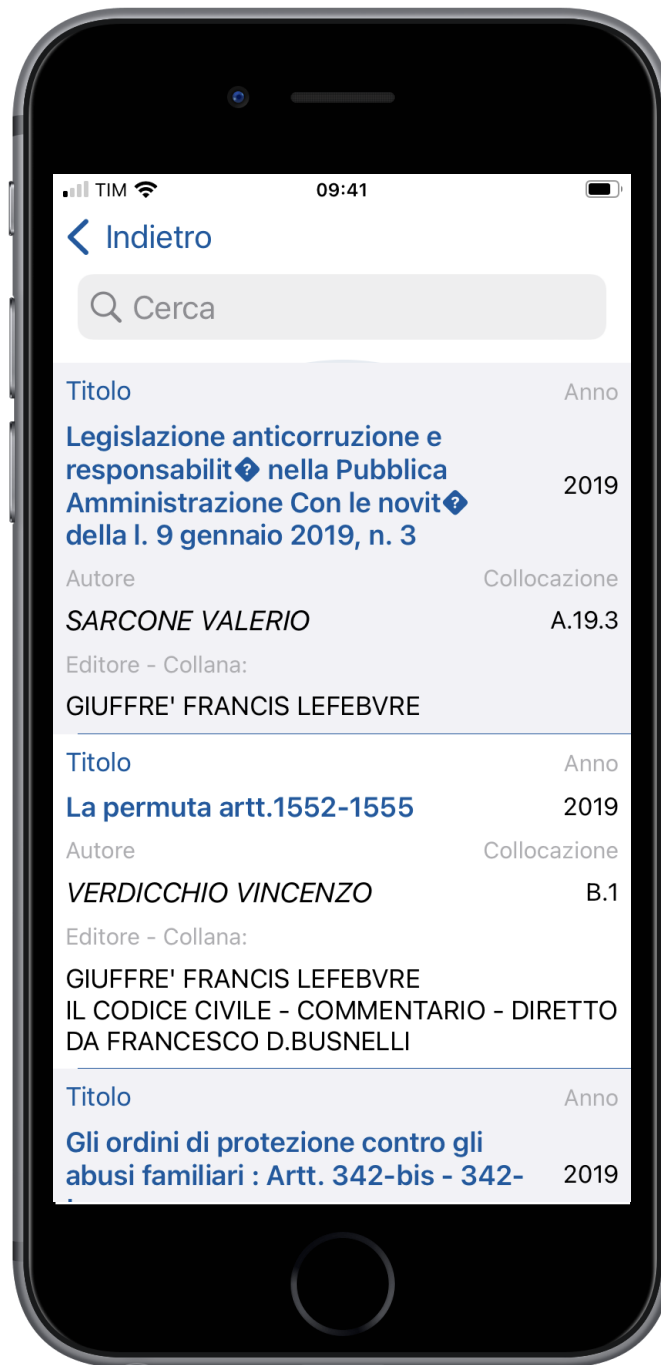 TIM 09:41
Indietro
Cerca
Titolo Anno
Legislazione anticorruzione e
responsabilit� nella Pubblica
Amministrazione Con le novit�
della l. 9 gennaio 2019, n. 3
2019
Autore Collocazione
SARCONE VALERIO A.19.3
Editore - Collana:
GIUFFRE' FRANCIS LEFEBVRE
Titolo Anno
La permuta artt.1552-1555 2019
Autore Collocazione
VERDICCHIO VINCENZO B.1
Editore - Collana:
GIUFFRE' FRANCIS LEFEBVRE
IL CODICE CIVILE - COMMENTARIO - DIRETTO
DA FRANCESCO D.BUSNELLI
Titolo Anno
Gli ordini di protezione contro gli
abusi familiari : Artt. 342-bis - 342- 2019